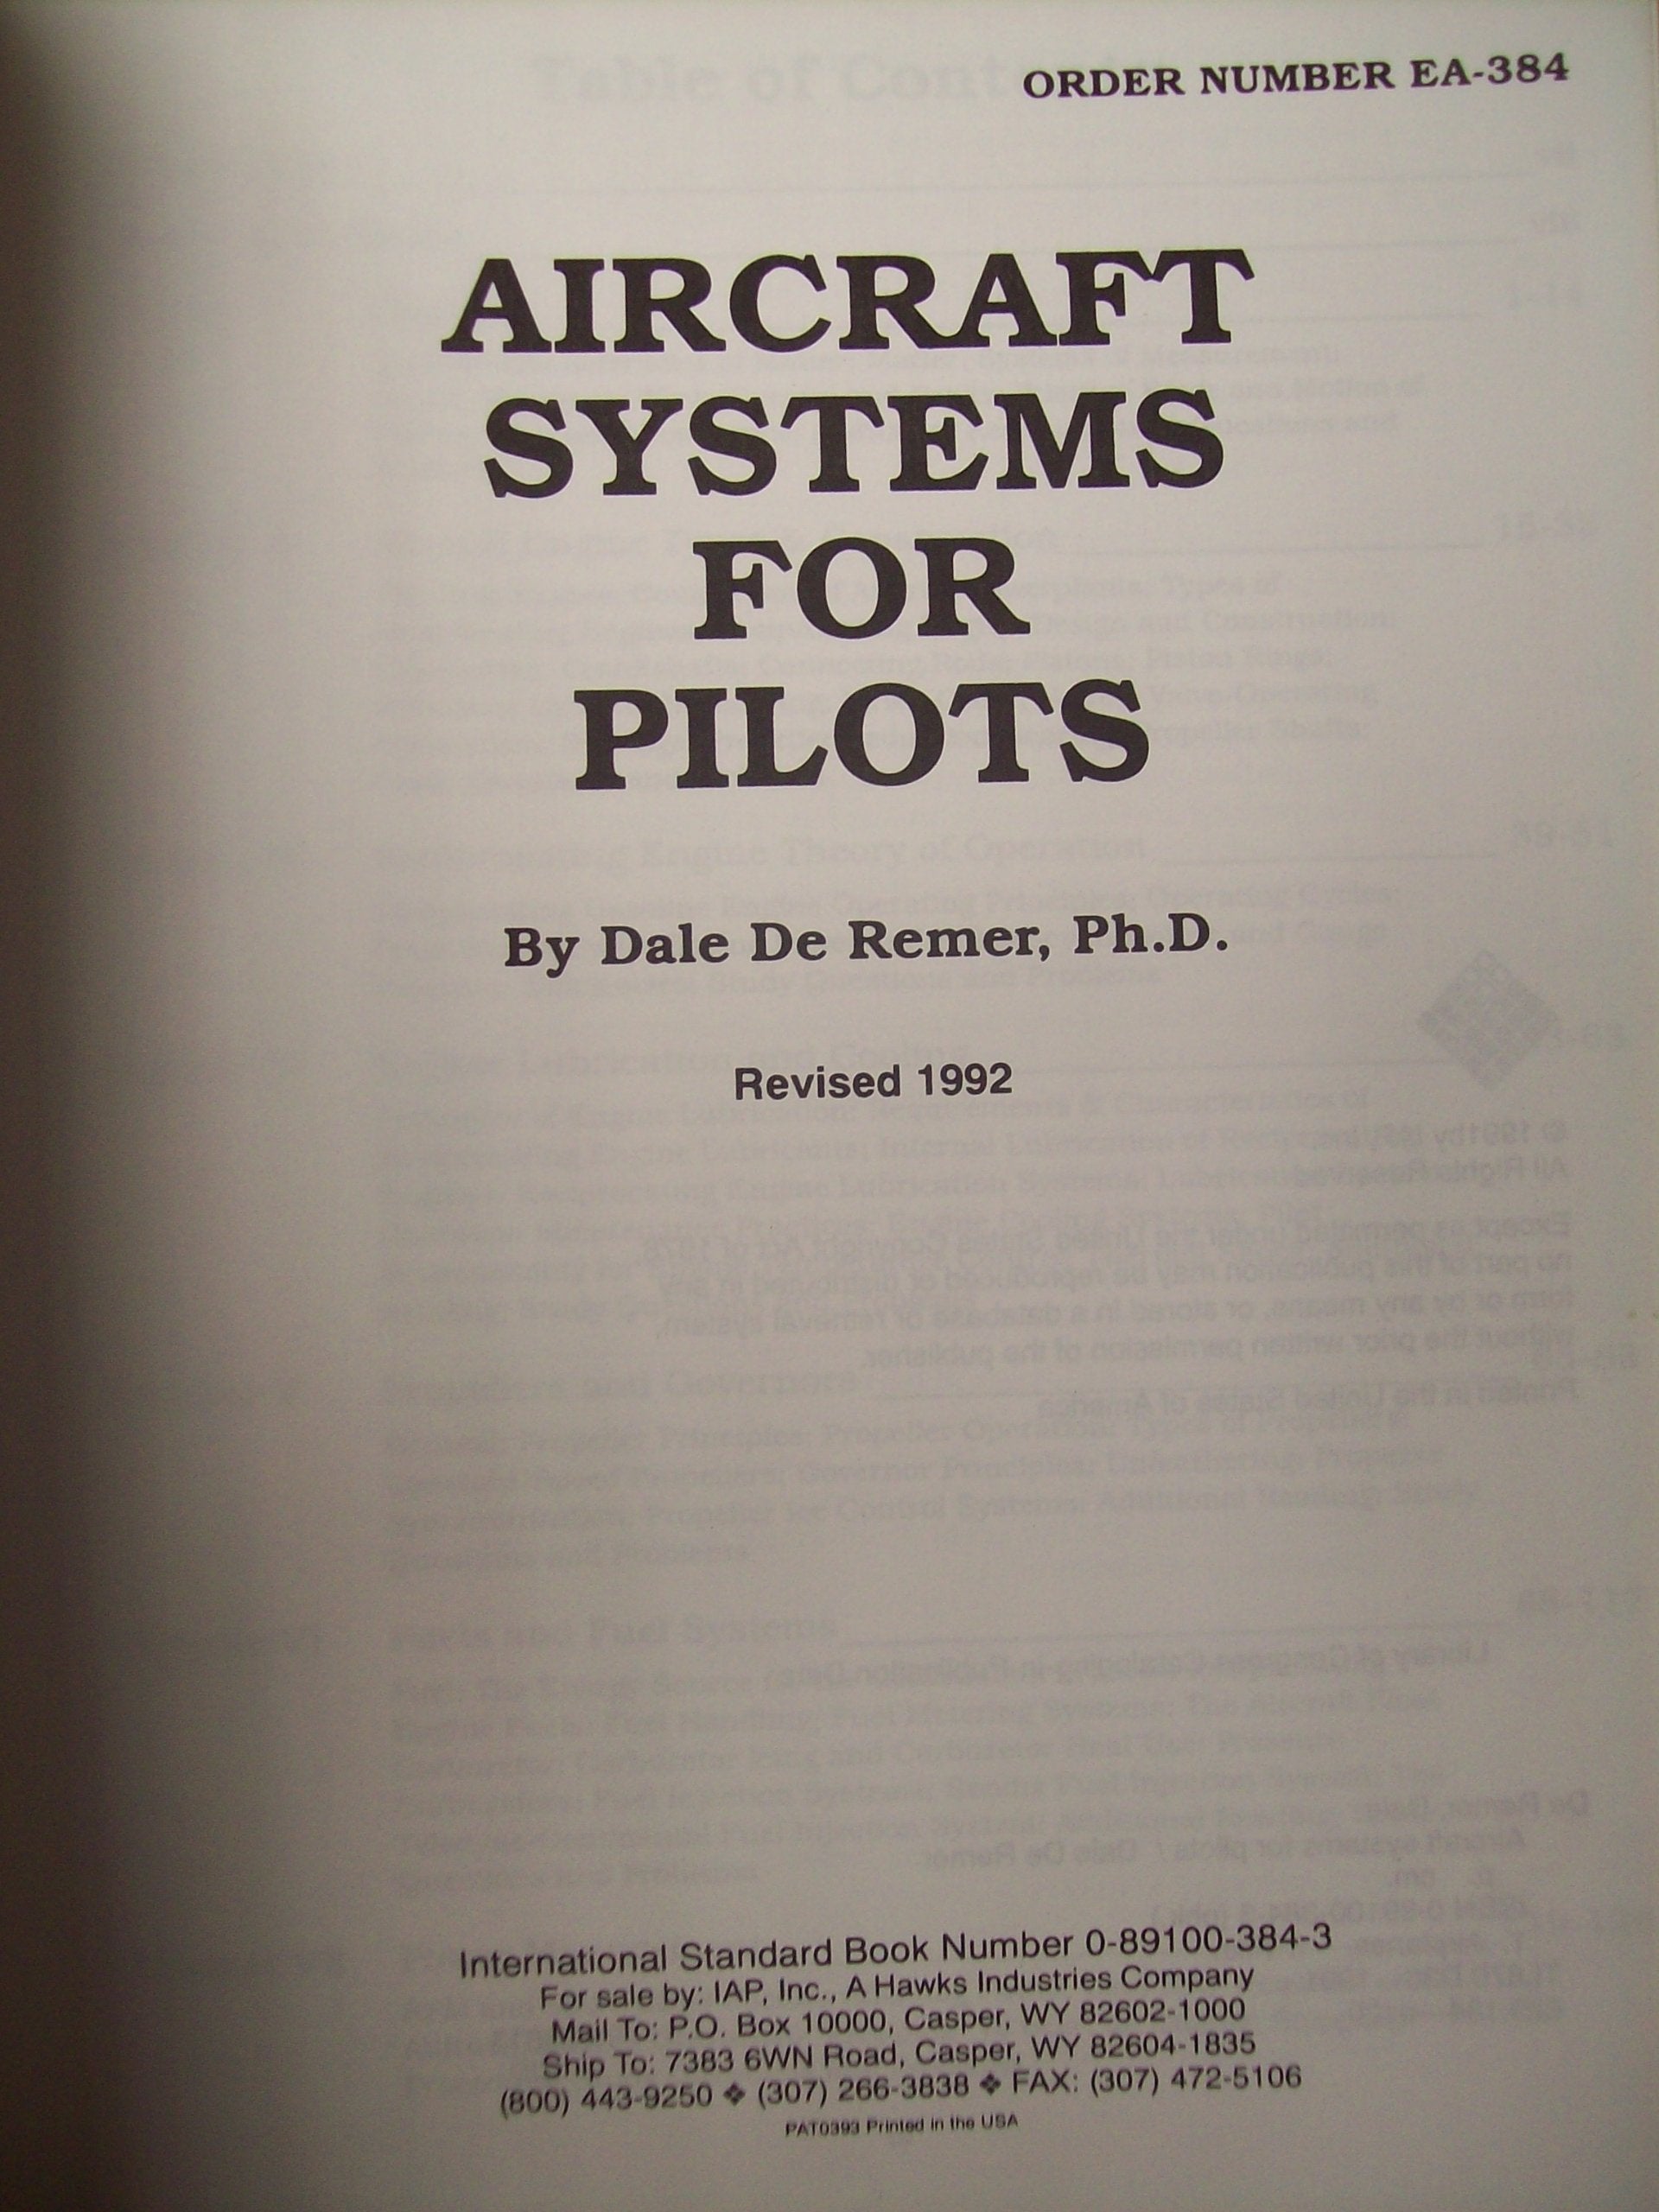 ORDER NUMBER EA-384
AIRCRAFT
SYSTEMS
FOR
PILOTS
By Dale De Remer, Ph.D.
Revised 1992
International Standard Book Number 0-89100-384-3
For sale by: IAP, Inc., A Hawks Industries Company
Mail To: P.O. Box 10000, Casper, WY 82602-1000
Ship To: 7383 6WN Road, Casper, WY 82604-1835
(800) 443-9250 ❖ (307) 266-3838 ❖ FAX: (307) 472-5106
PAT0393 Printed in the USA